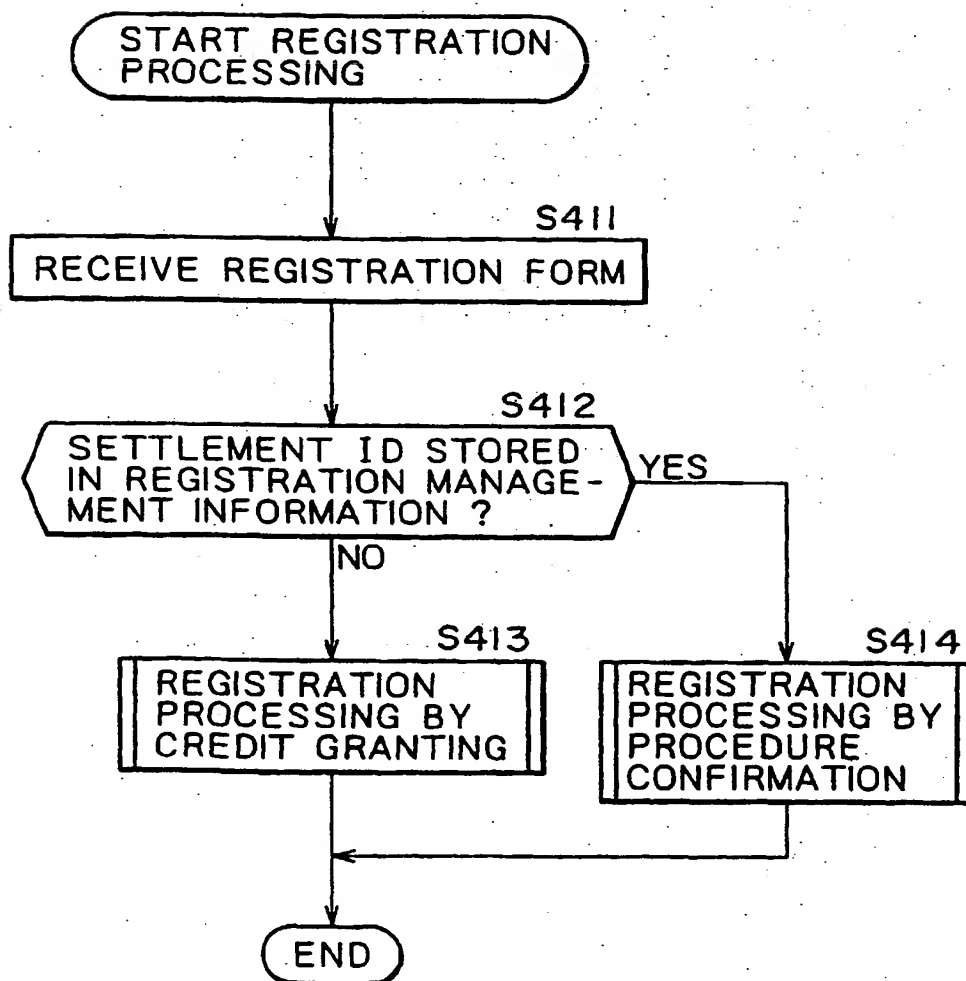 START REGISTRATION
PROCESSING
S411
RECEIVE REGISTRATION FORM
S412
SETTLEMENT ID STORED
IN REGISTRATION MANAGE-
MENT INFORMATION ?
YES
NO
S413
REGISTRATION
PROCESSING BY
CREDIT GRANTING
S414
REGISTRATION
PROCESSING BY
PROCEDURE
CONFIRMATION
END